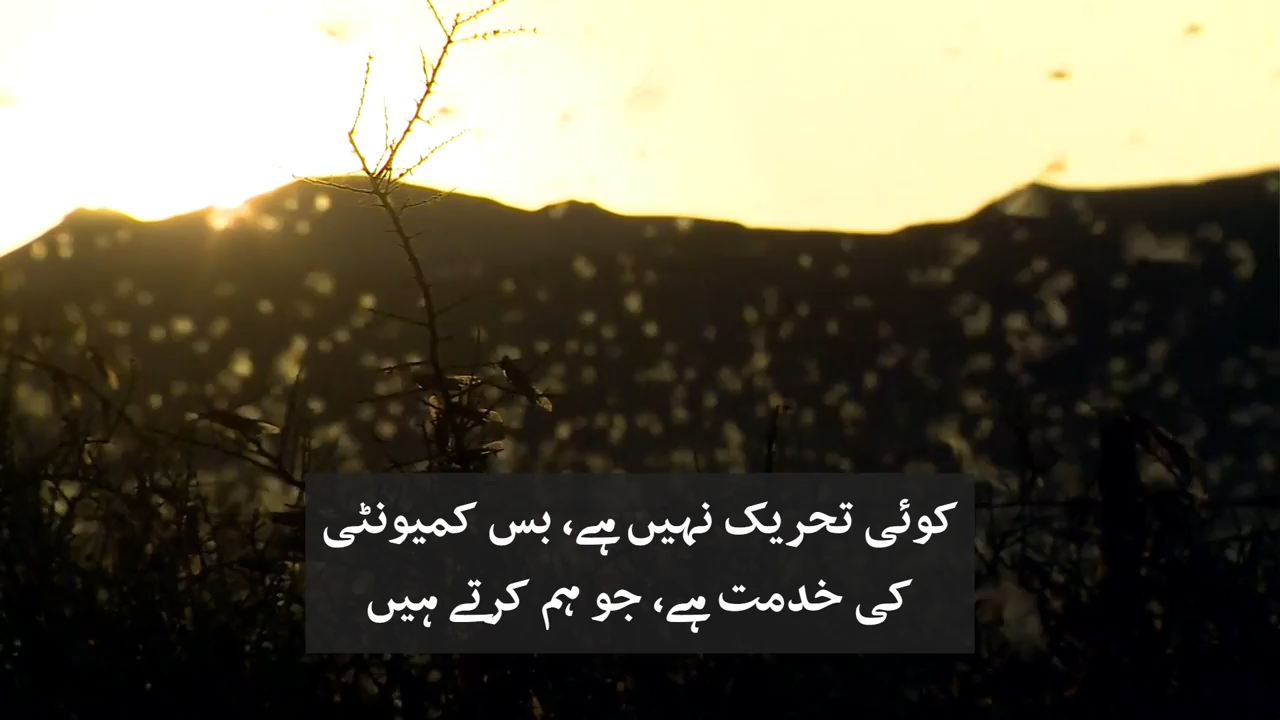 کوئی تحریک نہیں ہے، بس کمیونٹی
کی خدمت ہے، جو ہم کرتے ہیں